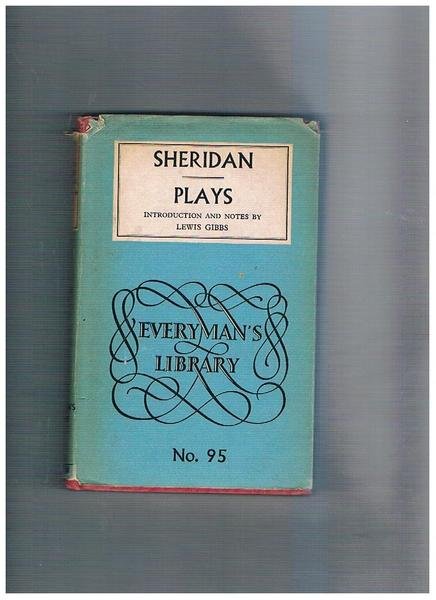 SHERIDAN
PLAYS
INTRODUCTION AND NOTES BY
LEWIS GIBBS
EVERYMAN'S
LIBRARY
No. 95